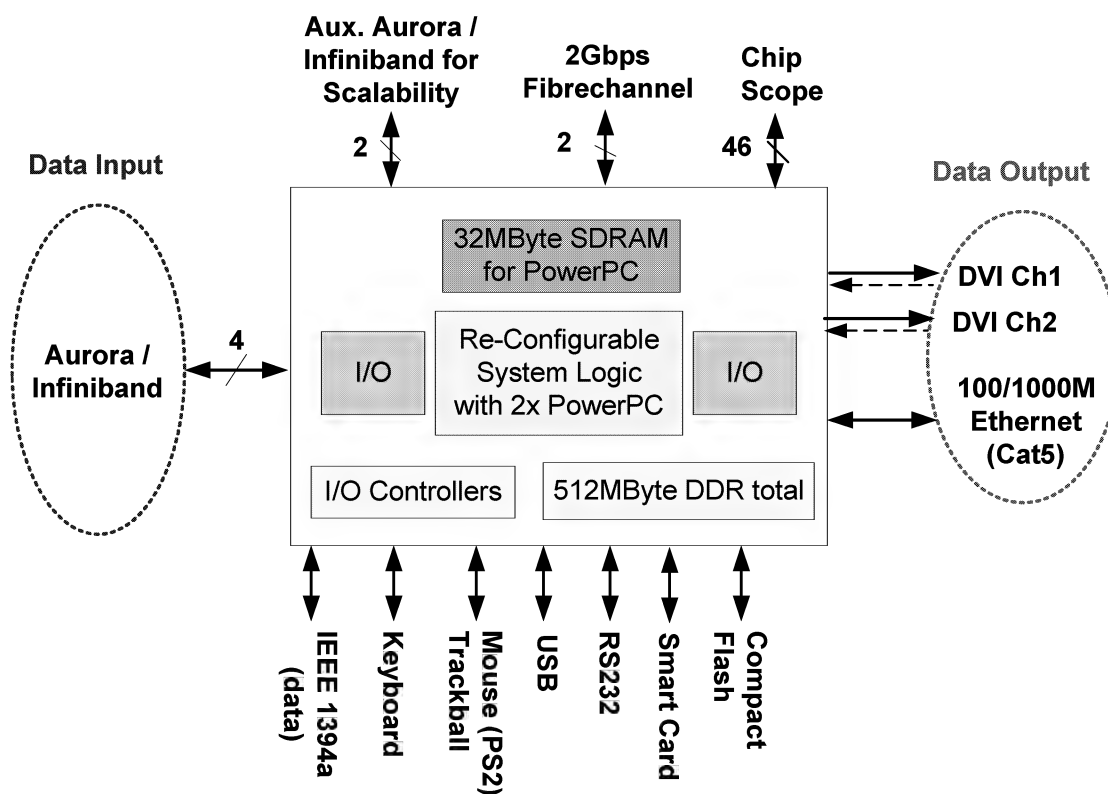 Aux. Aurora /
Infiniband for
Scalability
2Gbps
Fibrechannel
Chip
Scope
2
2
46
Data Input
Data Output
32MByte SDRAM
for PowerPC
DVI Ch1
DVI Ch2
4
Aurora /
Infiniband
I/O
Re-Configurable
System Logic
with 2x PowerPC
I/O
100/1000M
Ethernet
(Cat5)
I/O Controllers
512MByte DDR total
IEEE 1394a
(data)
Keyboard
Mouse (PS2)
Trackball
USB
RS232
Smart Card
Compact
Flash